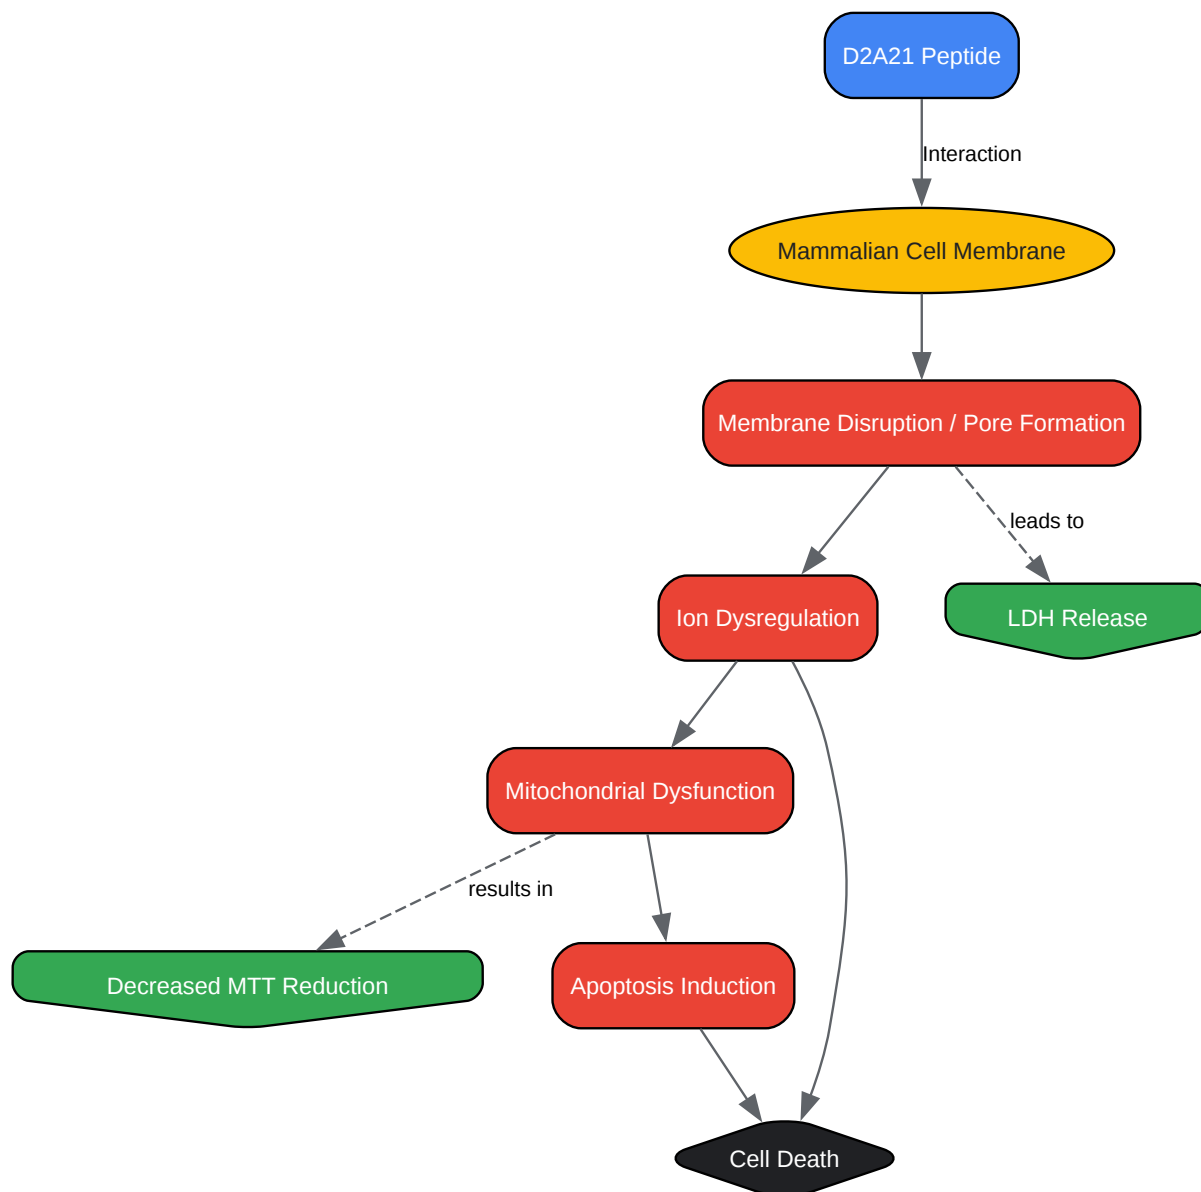 D2A21 Peptide
Interaction
Mammalian Cell Membrane
Membrane Disruption / Pore Formation
leads to
Ion Dysregulation
LDH Release
Mitochondrial Dysfunction
results in
Decreased MTT Reduction
Apoptosis Induction
Cell Death